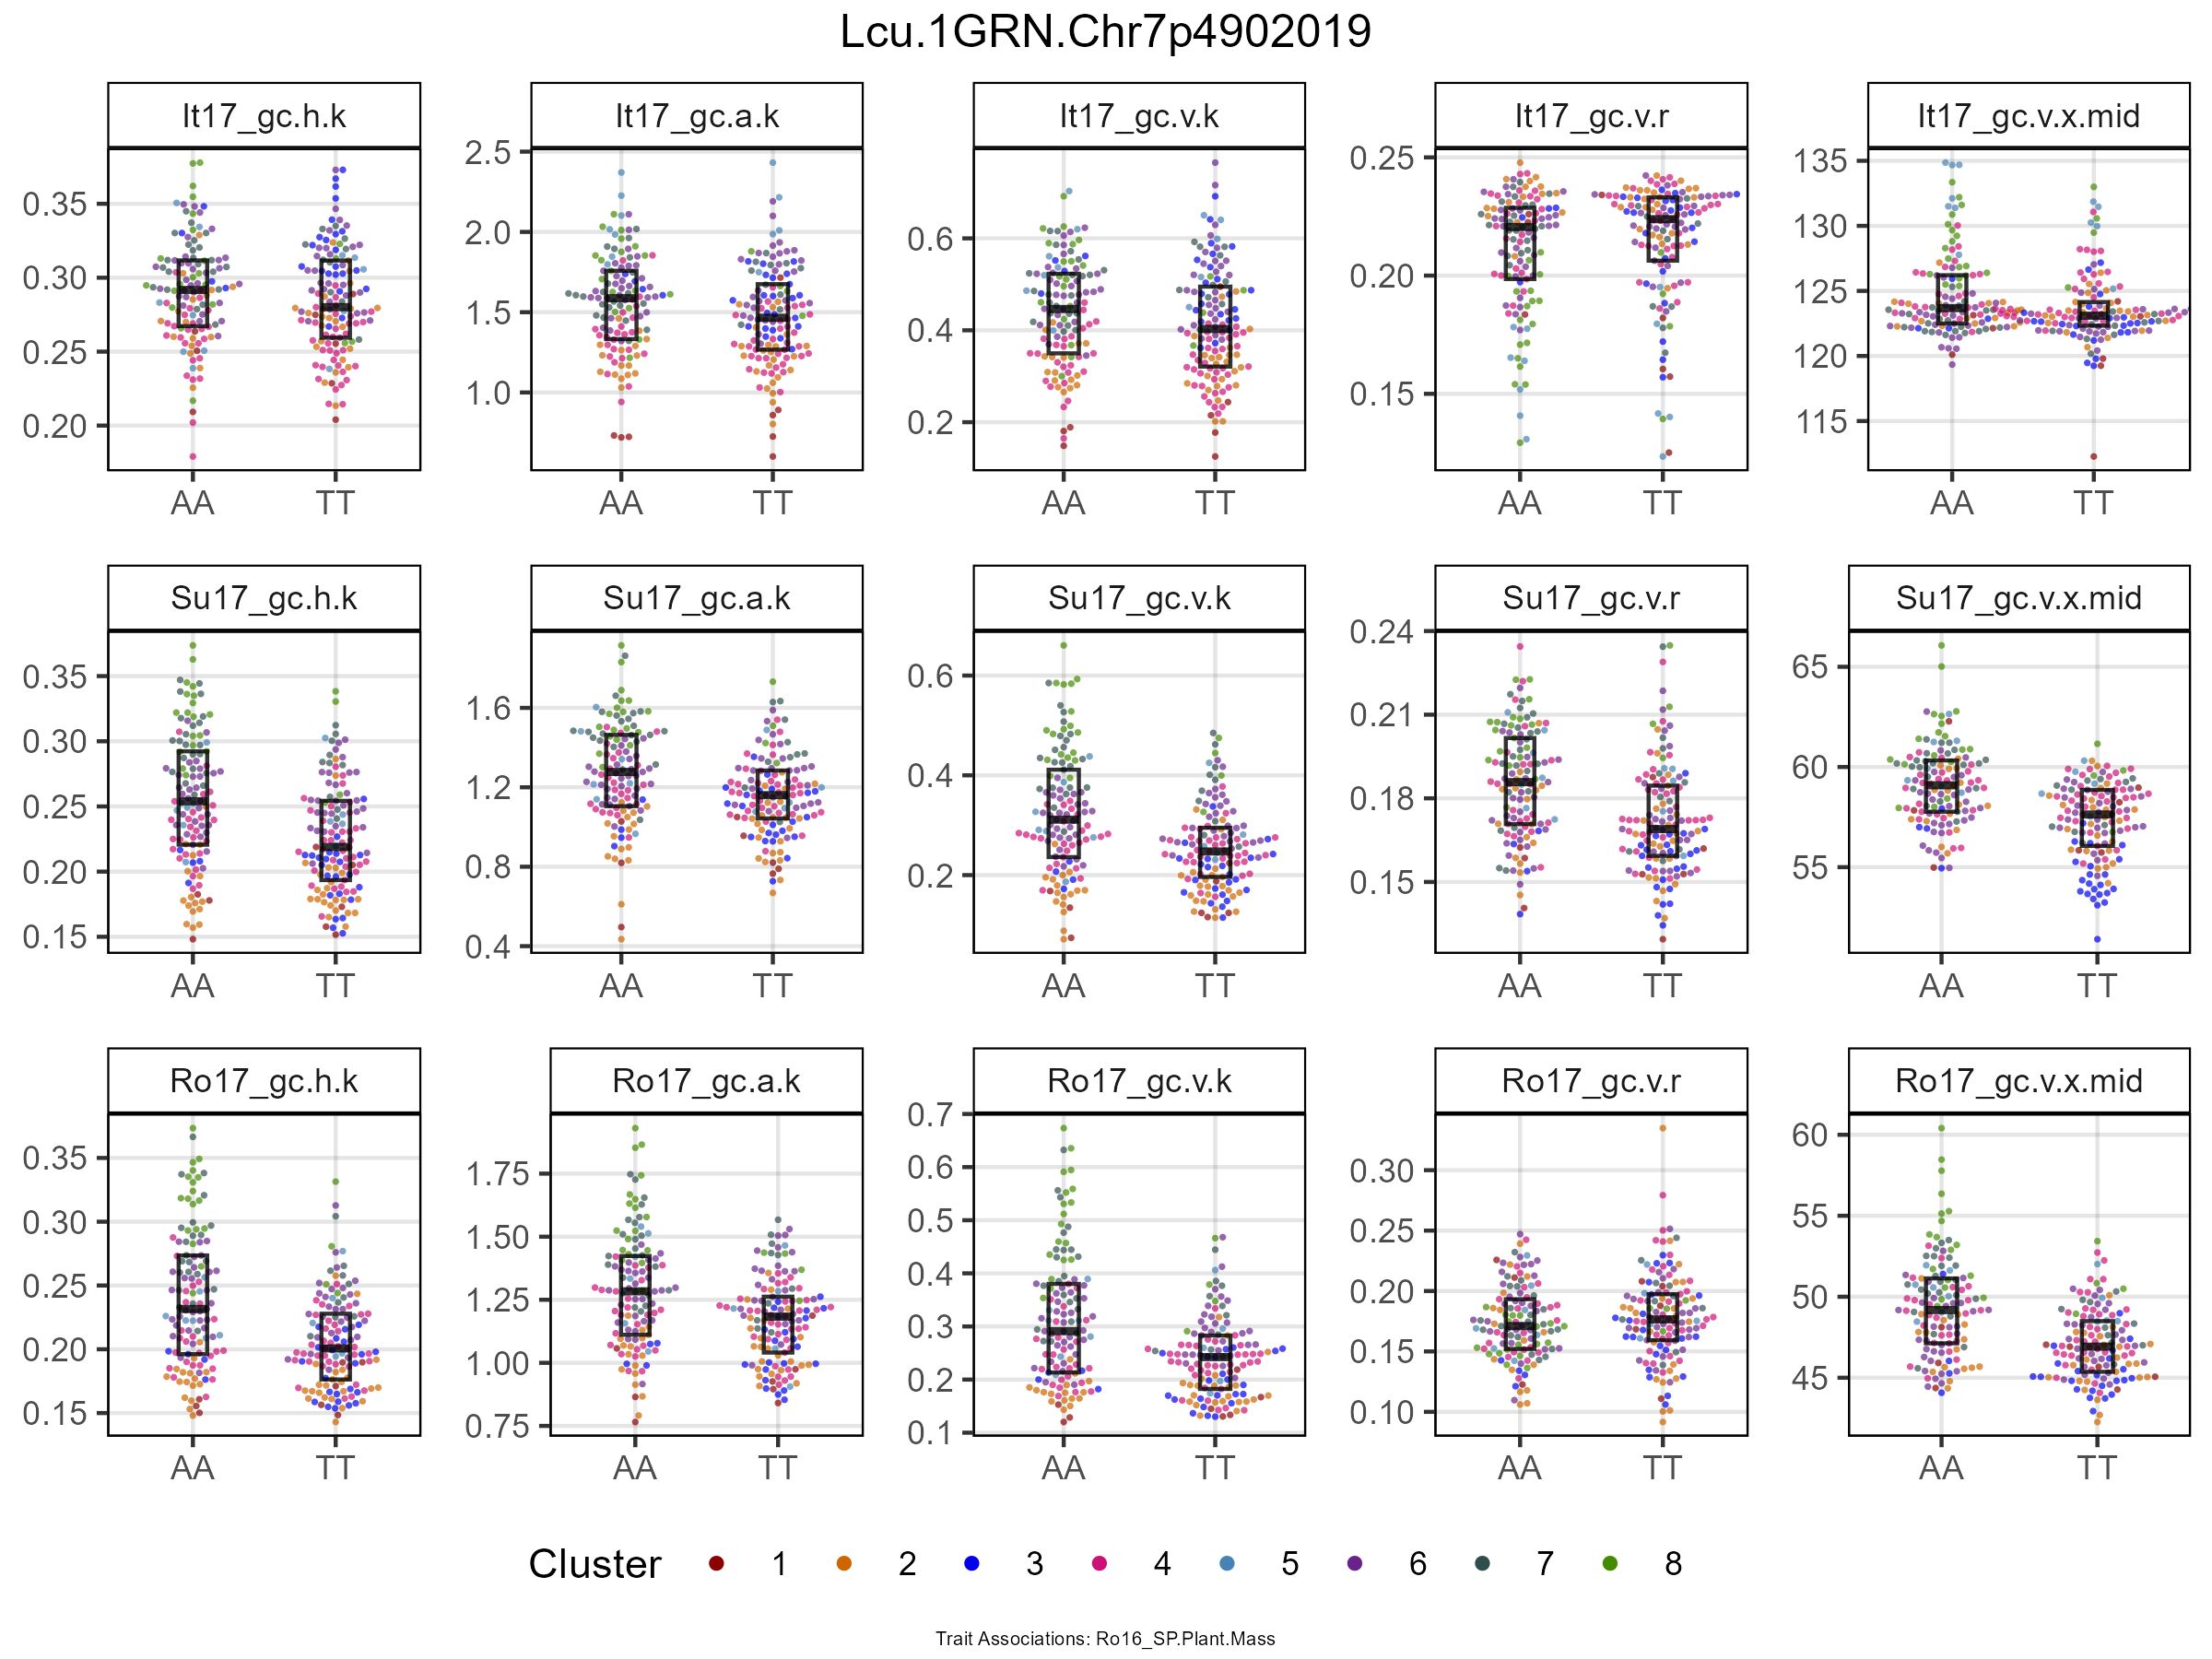 Lcu.1GRN.Chr7p4902019
It17_gc.h.k It17_gc.a.k It17_gc.v.k It17_gc.v.r It17_gc.v.x.mid
0.35 0.30 0.25 0.20
2.5 2.0 1.5 1.0
0.6 0.4 0.2
0.25 0.20 0.15
135 130 125 120 115
AA TT AA TT AA TT AA TT AA TT
Su17_gc.h.k Su17_gc.a.k Su17_gc.v.k Su17_gc.v.r Su17_gc.v.x.mid
0.35 0.30 0.25 0.20 0.15
1.6 1.2 0.8 0.4
0.6 0.4 0.2
0.24 0.21 0.18 0.15
65 60 55
AA TT AA TT AA TT AA TT AA TT
Ro17_gc.h.k Ro17_gc.a.k Ro17_gc.v.k Ro17_gc.v.r Ro17_gc.v.x.mid
0.35 0.30 0.25 0.20 0.15
1.75 1.50 1.25 1.00 0.75
0.7 0.6 0.5 0.4 0.3 0.2 0.1
0.30 0.25 0.20 0.15 0.10
60 55 50 45
AA TT AA TT AA TT AA TT AA TT
Cluster 1 2 3 4 5 6 7 8
Trait Associations: Ro16_SP.Plant.Mass